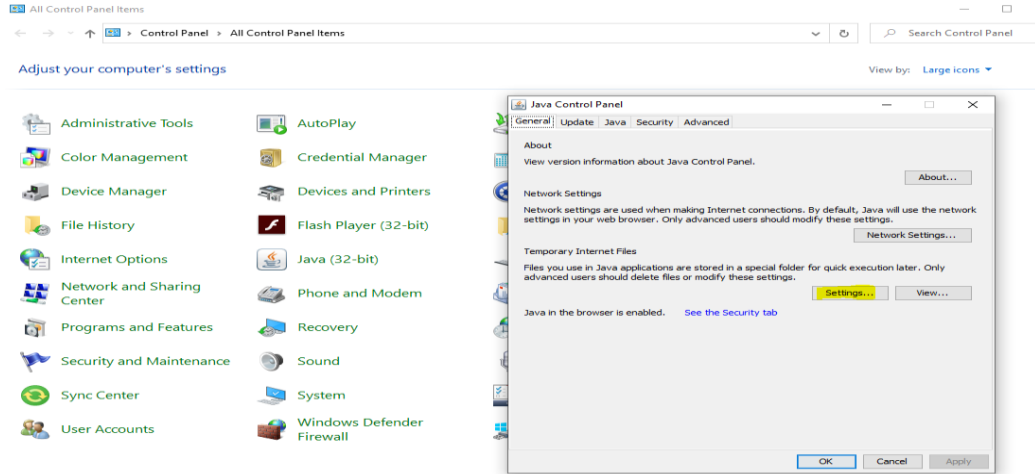 All Control Panel Items
Control Panel > All Control Panel Items
Search Control Panel
Adjust your computer's settings
View by: Large icons
Administrative Tools
AutoPlay
Color Management
Credential Manager
Device Manager
Devices and Printers
File History
Flash Player (32-bit)
Internet Options
Java (32-bit)
Network and Sharing
Center
Phone and Modem
Programs and Features
Recovery
Security and Maintenance
Sound
Sync Center
System
User Accounts
Windows Defender
Firewall
Java Control Panel
General Update Java Security Advanced
About
View version information about Java Control Panel.
About...
Network Settings
Network settings are used when making Internet connections. By default, Java will use the network
settings in your web browser. Only advanced users should modify these settings.
Network Settings...
Temporary Internet Files
Files you use in Java applications are stored in a special folder for quick execution later. Only
advanced users should delete files or modify these settings.
Settings... View...
Java in the browser is enabled. See the Security tab
OK Cancel Apply